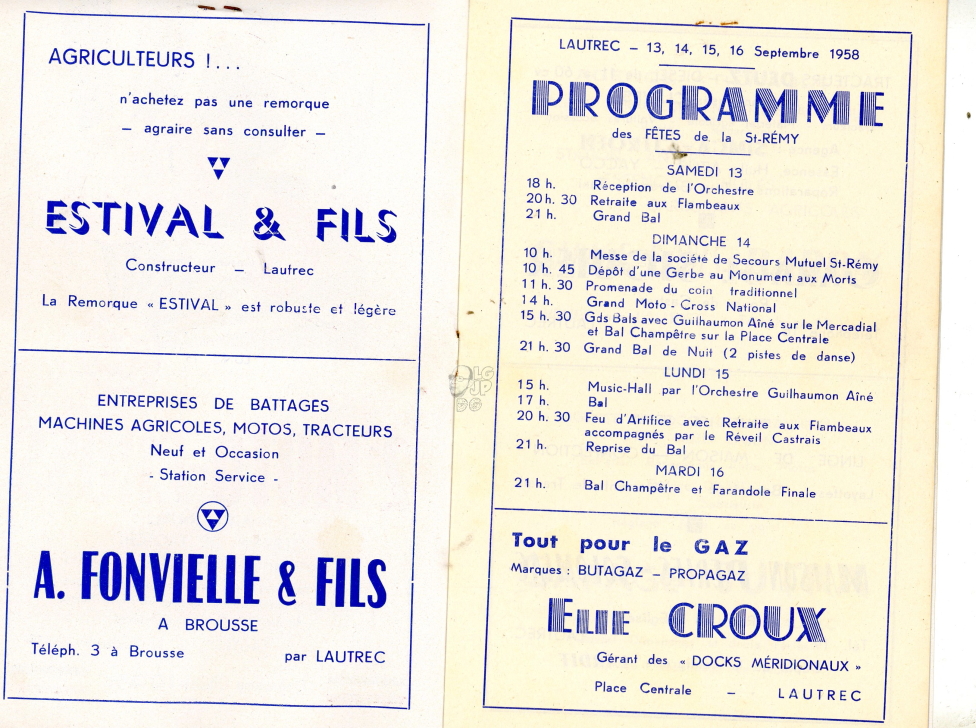 AGRICULTEURS !...
n'achetez pas une remorque
– agraire sans consulter –
ESTIVAL & FILS
Constructeur – Lautrec
La Remorque « ESTIVAL » est robuste et légère
ENTREPRISES DE BATTAGES
MACHINES AGRICOLES, MOTOS, TRACTEURS
Neuf et Occasion
- Station Service -
A. FONVIELLE & FILS
A BROUSSE
Téléph. 3 à Brousse par LAUTREC
LAUTREC – 13, 14, 15, 16 Septembre 1958
PROGRAMME
des FÊTES de la St-RÉMY
SAMEDI 13
18 h. Réception de l'Orchestre
20 h. 30 Retraite aux Flambeaux
21 h. Grand Bal
DIMANCHE 14
10 h. Messe de la société de Secours Mutuel St-Rémy
10 h. 45 Dépôt d'une Gerbe au Monument aux Morts
11 h. 30 Promenade du coin traditionnel
14 h. Grand Moto - Cross National
15 h. 30 Gds Bals avec Guilhaumon Aîné sur le Mercadial
et Bal Champêtre sur la Place Centrale
21 h. 30 Grand Bal de Nuit (2 pistes de danse)
LUNDI 15
15 h. Music-Hall par l'Orchestre Guilhaumon Aîné
17 h. Bal
20 h. 30 Feu d'Artifice avec Retraite aux Flambeaux
accompagnés par le Réveil Castrais
21 h. Reprise du Bal
MARDI 16
21 h. Bal Champêtre et Farandole Finale
Tout pour le GAZ
Marques : BUTAGAZ – PROPAGAZ
ELIE CROUX
Gérant des « DOCKS MÉRIDIONAUX »
Place Centrale – LAUTREC